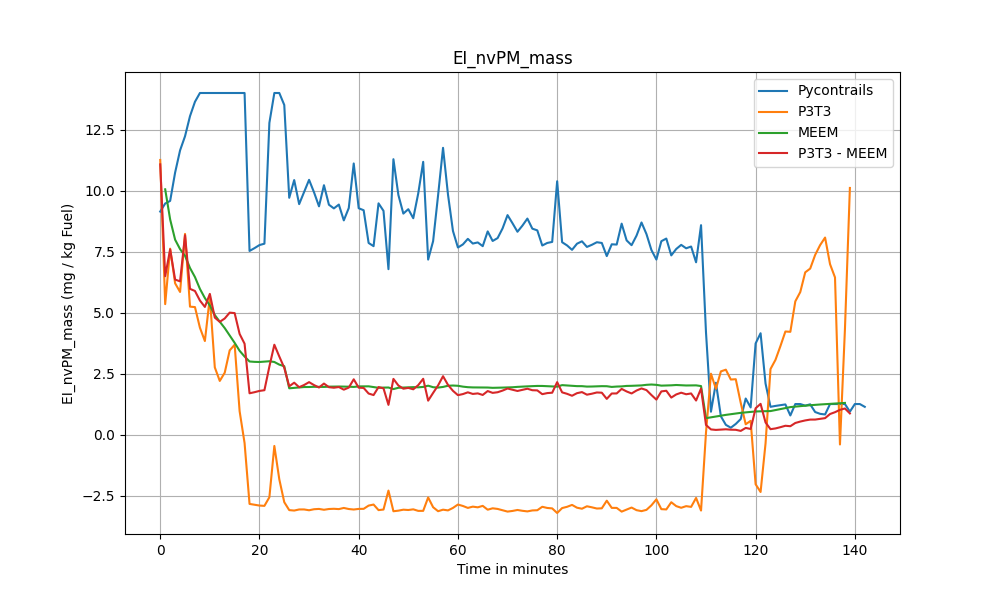 EI_nvPM_mass
Pycontrails
P3T3
MEEM
P3T3 - MEEM
EI_nvPM_mass (mg / kg Fuel)
12.5
10.0
7.5
5.0
2.5
0.0
−2.5
0 20 40 60 80 100 120 140
Time in minutes